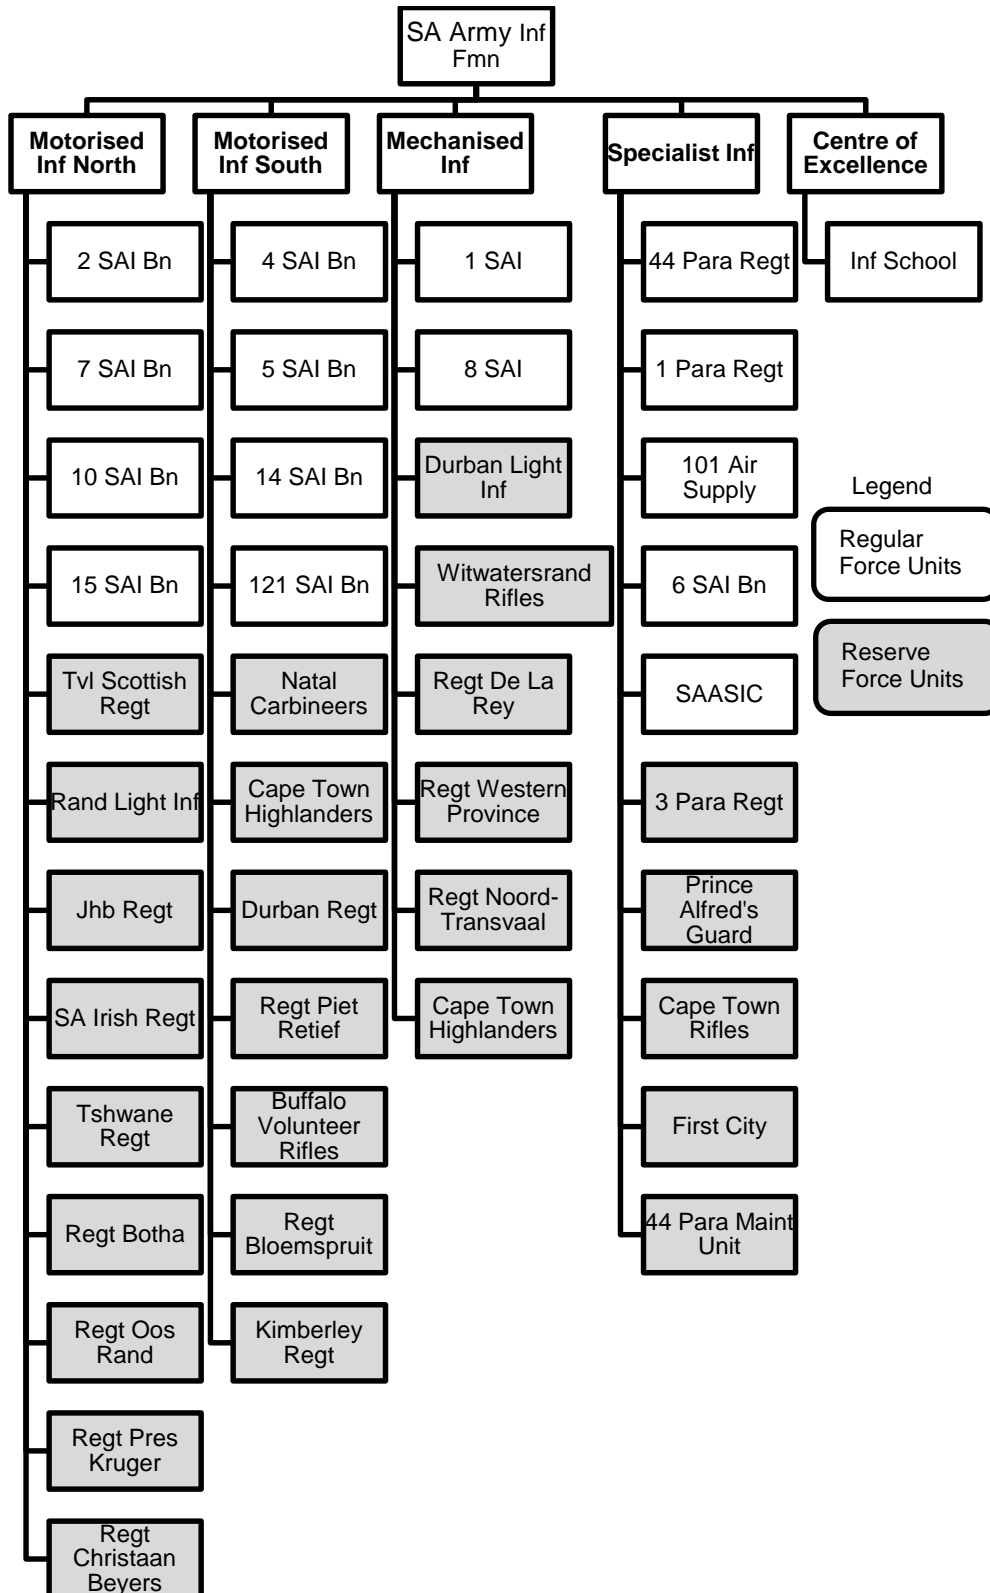 SA Army Inf
Fmn
Motorised
Inf North
Motorised
Inf South
Mechanised
Inf
Specialist Inf
Centre of
Excellence
2 SAI Bn
7 SAI Bn
10 SAI Bn
15 SAI Bn
Tvl Scottish
Regt
Rand Light Inf
Jhb Regt
SA Irish Regt
Tshwane
Regt
Regt Botha
Regt Oos
Rand
Regt Pres
Kruger
Regt
Christaan
Beyers
4 SAI Bn
5 SAI Bn
14 SAI Bn
121 SAI Bn
Natal
Carbineers
Cape Town
Highlanders
Durban Regt
Regt Piet
Retief
Buffalo
Volunteer
Rifles
Regt
Bloemspruit
Kimberley
Regt
1 SAI
8 SAI
Durban Light
Inf
Witwatersrand
Rifles
Regt De La
Rey
Regt Western
Province
Regt Noord-
Transvaal
Cape Town
Highlanders
44 Para Regt
1 Para Regt
101 Air
Supply
6 SAI Bn
SAASIC
3 Para Regt
Prince
Alfred's
Guard
Cape Town
Rifles
First City
44 Para Maint
Unit
Inf School
Legend
Regular
Force Units
Reserve
Force Units